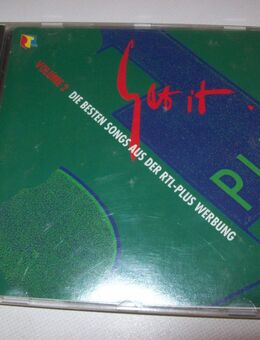 Get it.
VOLUME 2
DIE BESTEN SONGS AUS DER RTL-PLUS WERBUNG
PL